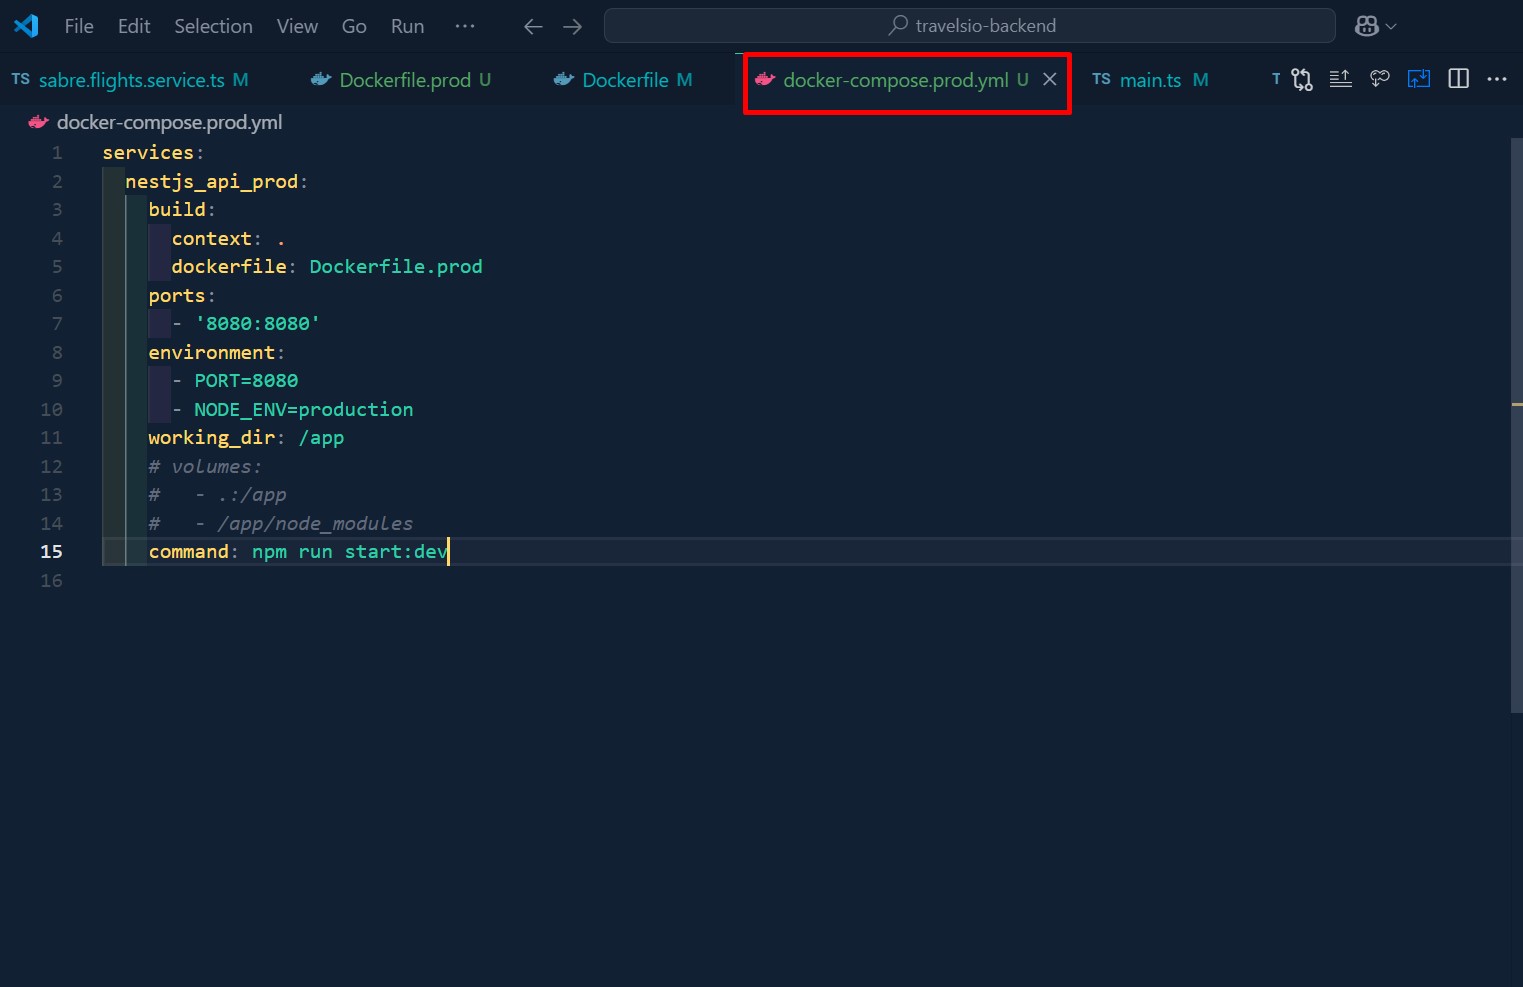 File Edit Selection View Go Run ··· travelsio-backend
TS sabre.flights.service.ts M Dockerfile.prod U Dockerfile M docker-compose.prod.yml U TS main.ts M T
docker-compose.prod.yml
1 services:
2 nestjs_api_prod:
3 build:
4 context: .
5 dockerfile: Dockerfile.prod
6 ports:
7 - '8080:8080'
8 environment:
9 - PORT=8080
10 - NODE_ENV=production
11 working_dir: /app
12 # volumes:
13 #   - .:/app
14 #   - /app/node_modules
15 command: npm run start:dev
16